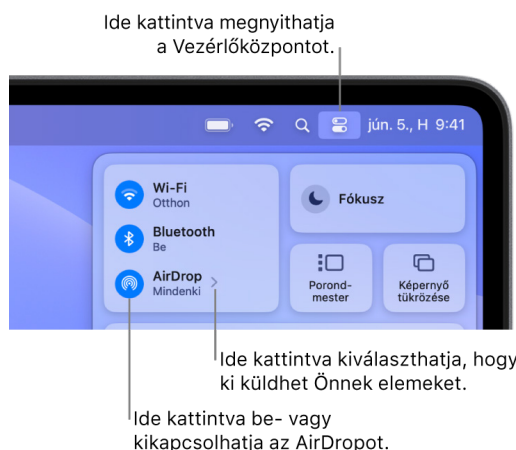 Ide kattintva megnyithatja
a Vezérlőközpontot.
jún. 5., H 9:41
Wi-Fi
Otthon
Fókusz
Bluetooth
Be
AirDrop
Mindenki
Porond-
mester
Képernyő
tükrözése
Ide kattintva kiválaszthatja, hogy
ki küldhet Önnek elemeket.
Ide kattintva be- vagy
kikapcsolhatja az AirDropot.